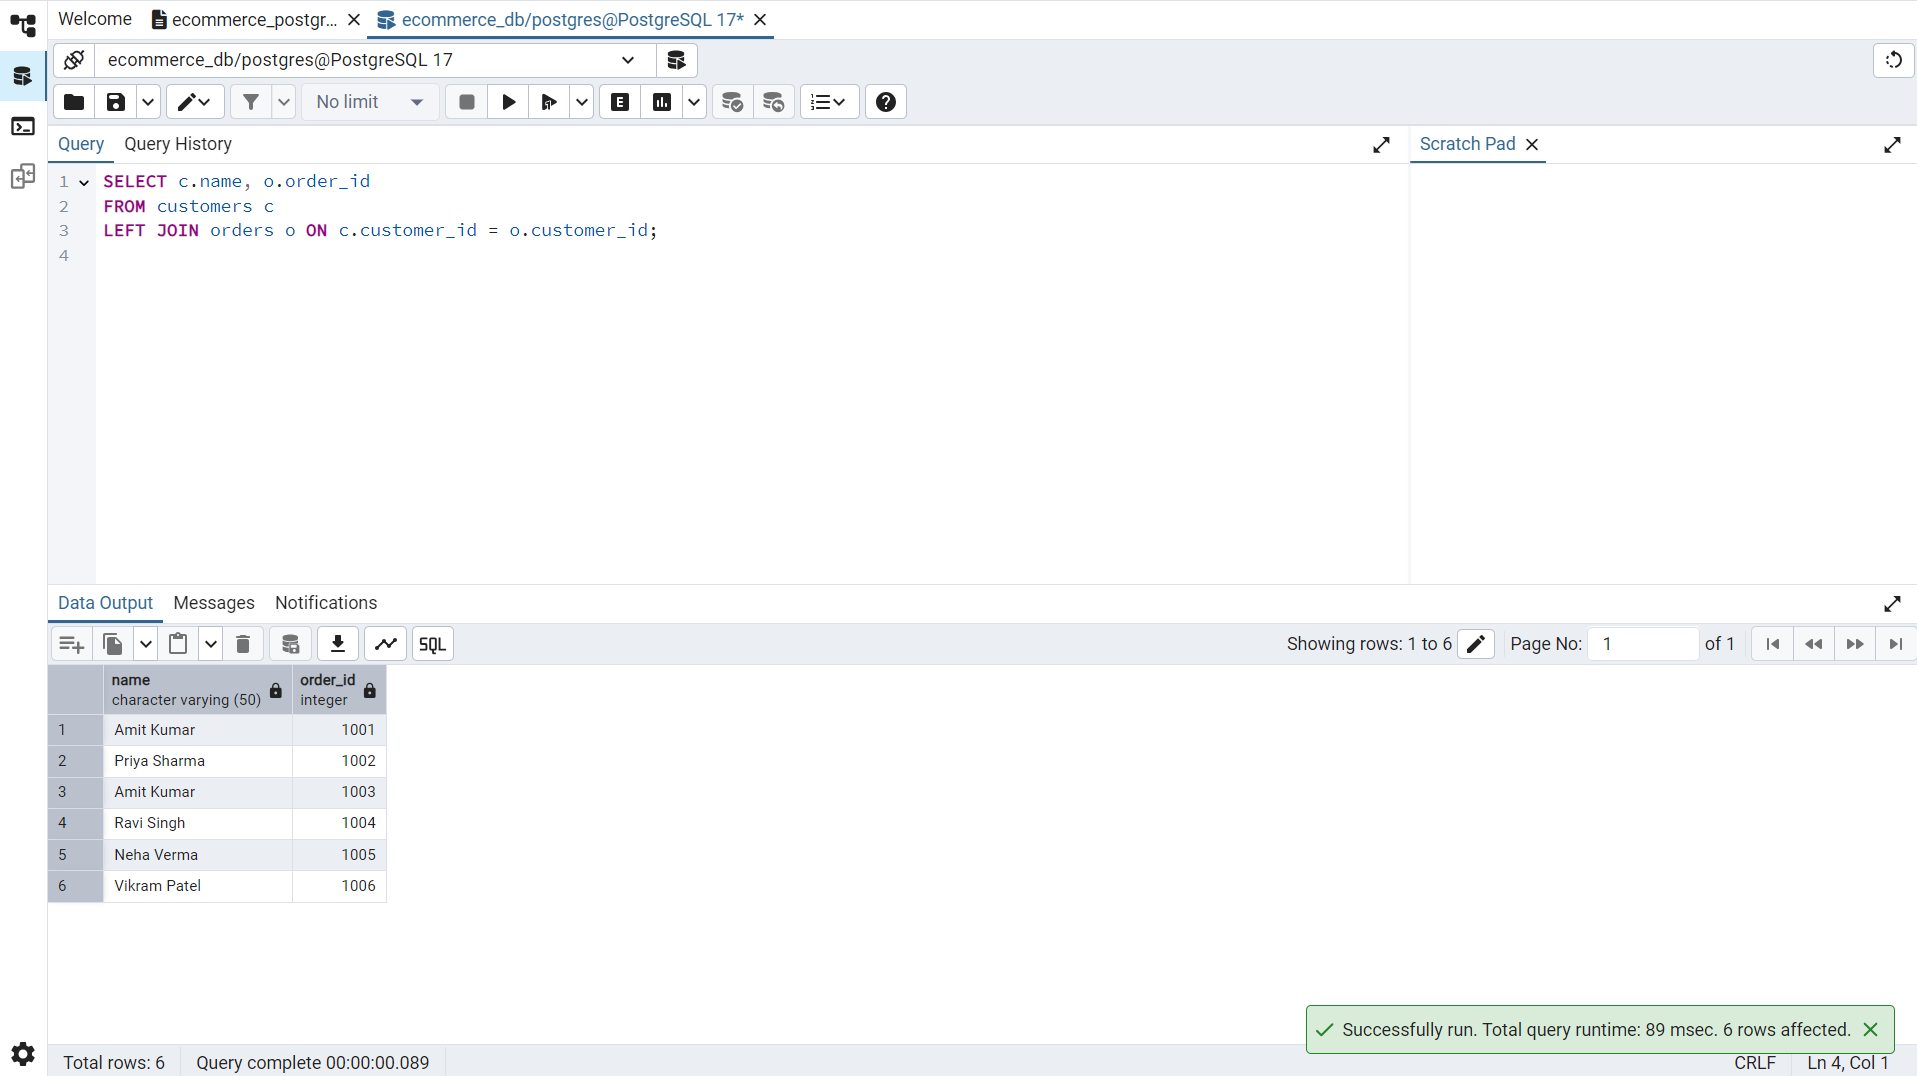 Welcome ecommerce_postgr... ecommerce_db/postgres@PostgreSQL 17*
ecommerce_db/postgres@PostgreSQL 17
No limit
Query Query History Scratch Pad
1 SELECT c.name, o.order_id
2 FROM customers c
3 LEFT JOIN orders o ON c.customer_id = o.customer_id;
4
Data Output Messages Notifications
SQL Showing rows: 1 to 6 Page No: 1 of 1
name order_id
character varying (50) integer
1 Amit Kumar 1001
2 Priya Sharma 1002
3 Amit Kumar 1003
4 Ravi Singh 1004
5 Neha Verma 1005
6 Vikram Patel 1006
Successfully run. Total query runtime: 89 msec. 6 rows affected.
Total rows: 6 Query complete 00:00:00.089 CRLF Ln 4, Col 1